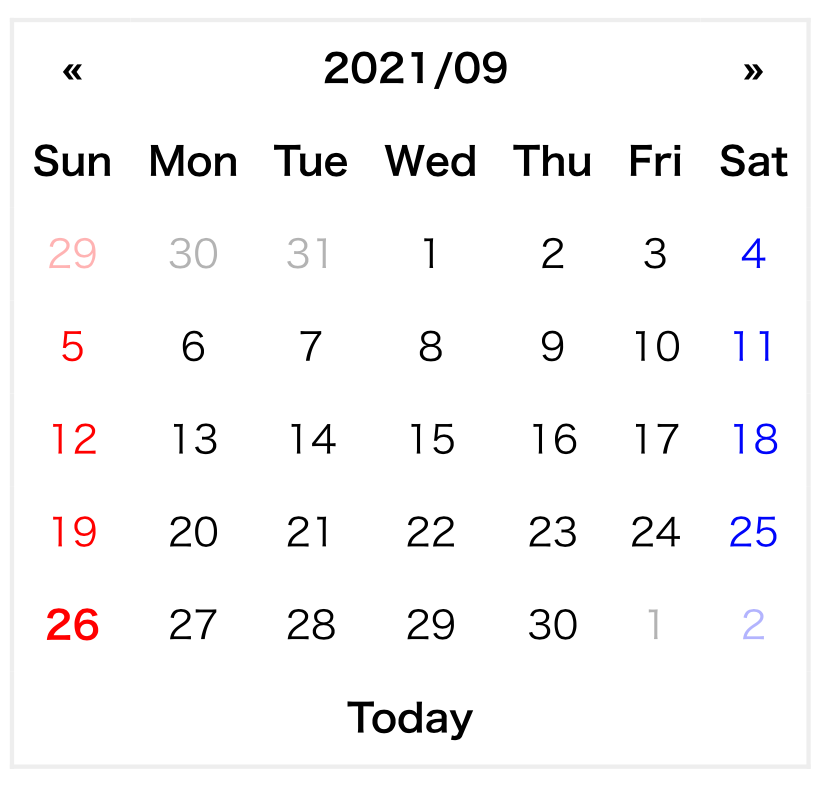 « 2021/09 »
Sun Mon Tue Wed Thu Fri Sat
29 30 31 1 2 3 4
5 6 7 8 9 10 11
12 13 14 15 16 17 18
19 20 21 22 23 24 25
26 27 28 29 30 1 2
Today